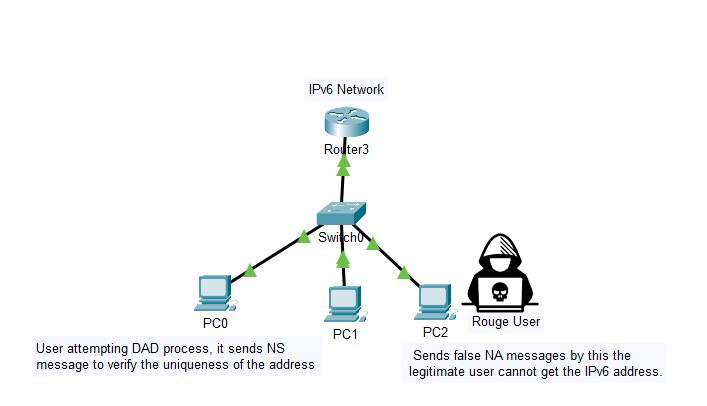 IPv6 Network
Router3
Switch0
PC0
PC1
PC2
Rouge User
User attempting DAD process, it sends NS
message to verify the uniqueness of the address
Sends false NA messages by this the
legitimate user cannot get the IPv6 address.